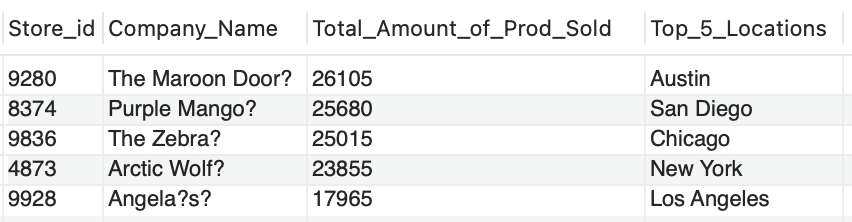 Store_id Company_Name Total_Amount_of_Prod_Sold Top_5_Locations
9280 The Maroon Door? 26105 Austin
8374 Purple Mango? 25680 San Diego
9836 The Zebra? 25015 Chicago
4873 Arctic Wolf? 23855 New York
9928 Angela?s? 17965 Los Angeles